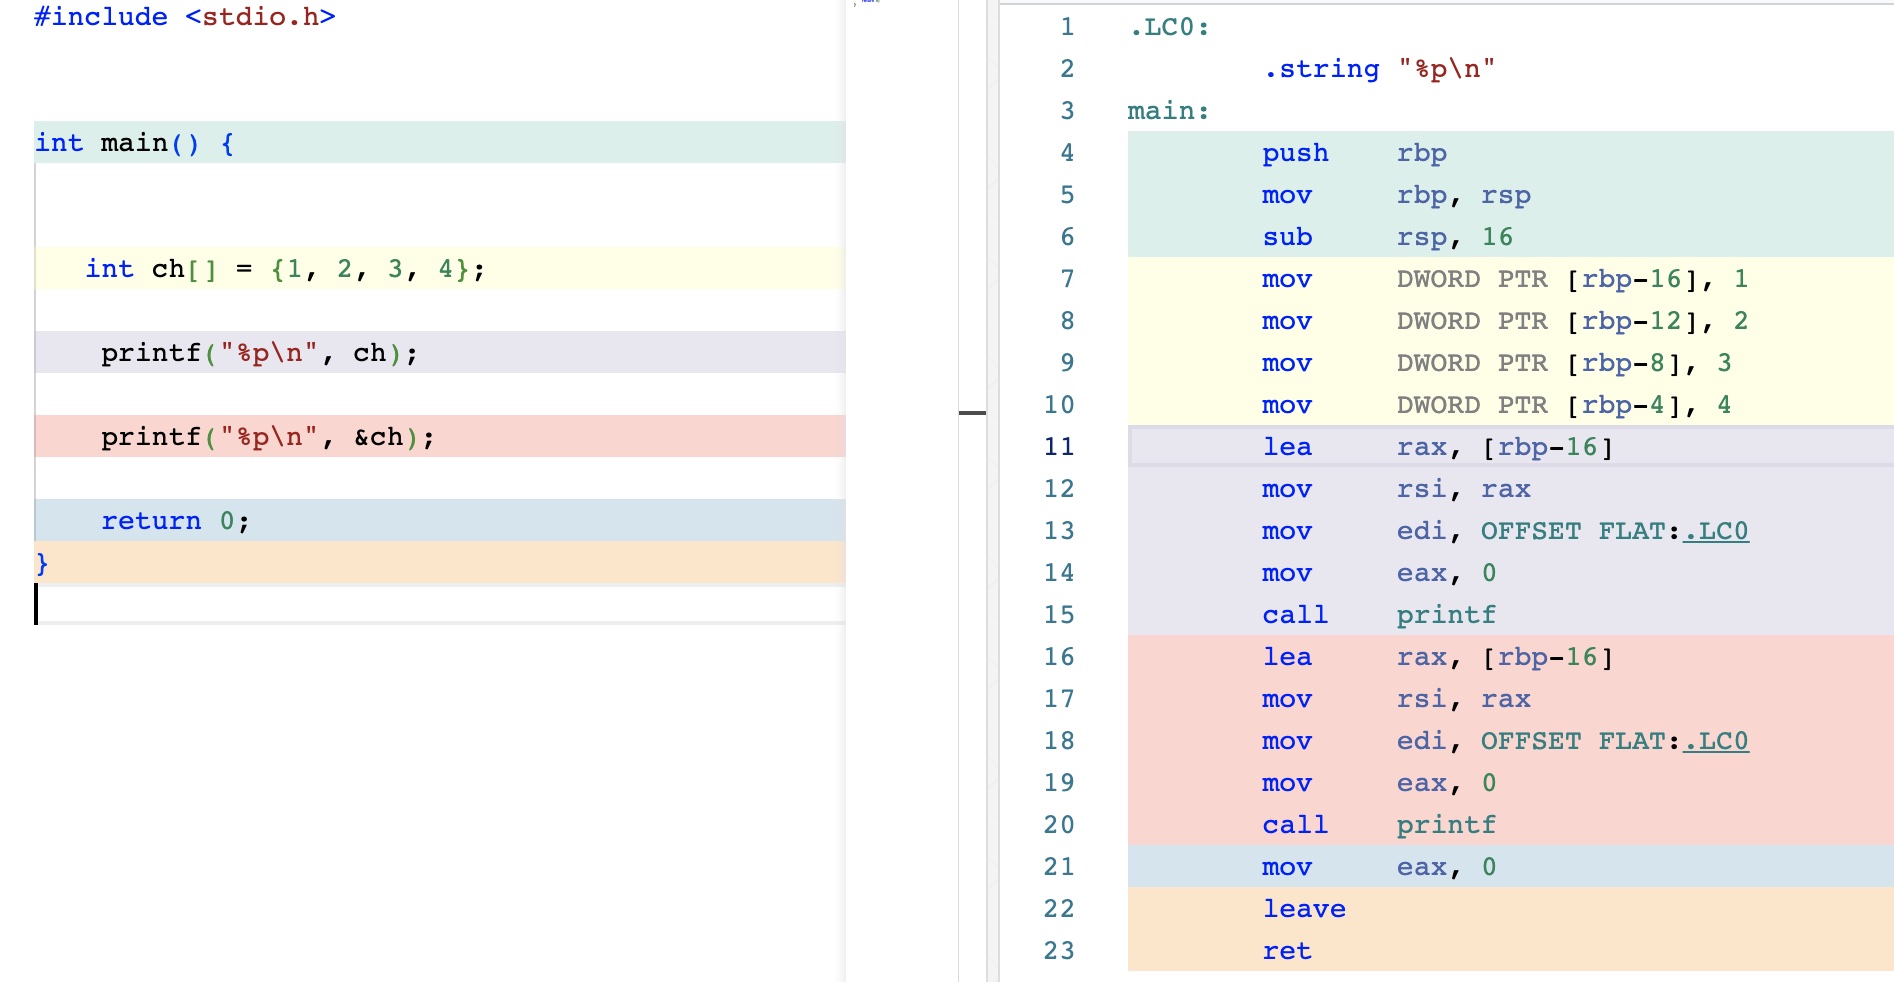 #include <stdio.h>
int main() {
int ch[] = {1, 2, 3, 4};
printf("%p\n", ch);
printf("%p\n", &ch);
return 0;
}
1 .LC0:
2 .string "%p\n"
3 main:
4 push rbp
5 mov rbp, rsp
6 sub rsp, 16
7 mov DWORD PTR [rbp-16], 1
8 mov DWORD PTR [rbp-12], 2
9 mov DWORD PTR [rbp-8], 3
10 mov DWORD PTR [rbp-4], 4
11 lea rax, [rbp-16]
12 mov rsi, rax
13 mov edi, OFFSET FLAT:.LC0
14 mov eax, 0
15 call printf
16 lea rax, [rbp-16]
17 mov rsi, rax
18 mov edi, OFFSET FLAT:.LC0
19 mov eax, 0
20 call printf
21 mov eax, 0
22 leave
23 ret